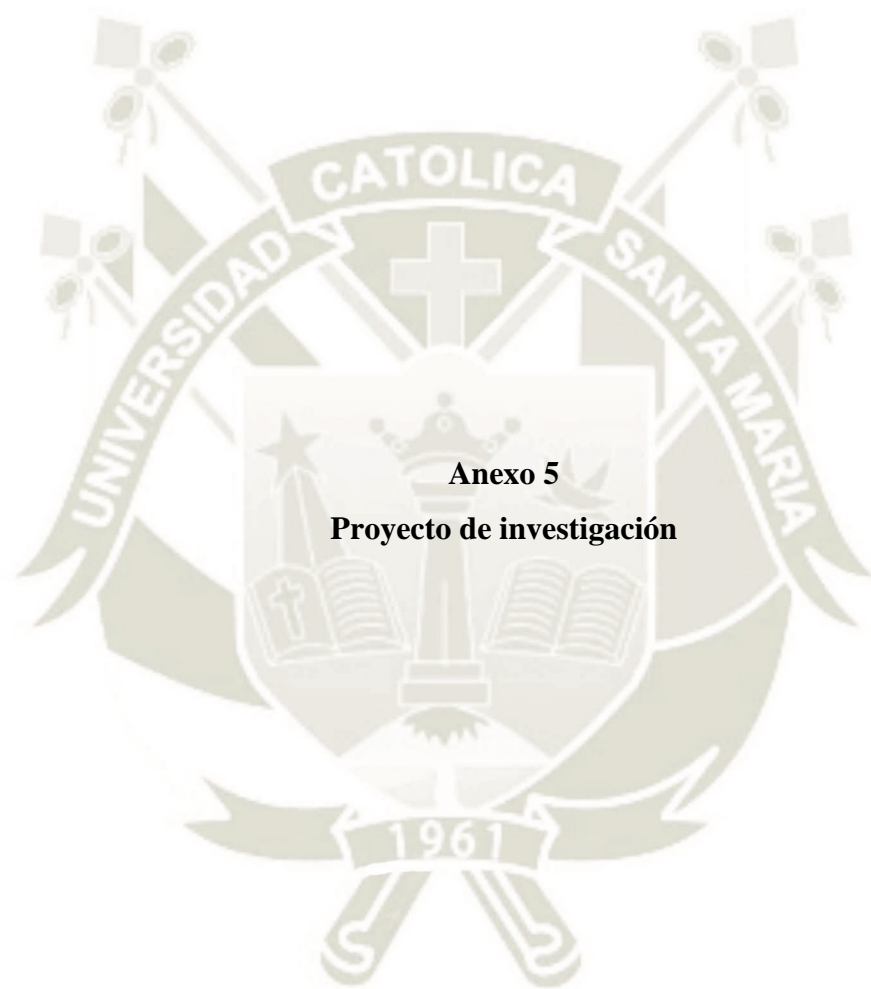 CATOLICA
UNIVERSIDAD
SANTA MARIA
Anexo 5
Proyecto de investigación
1961